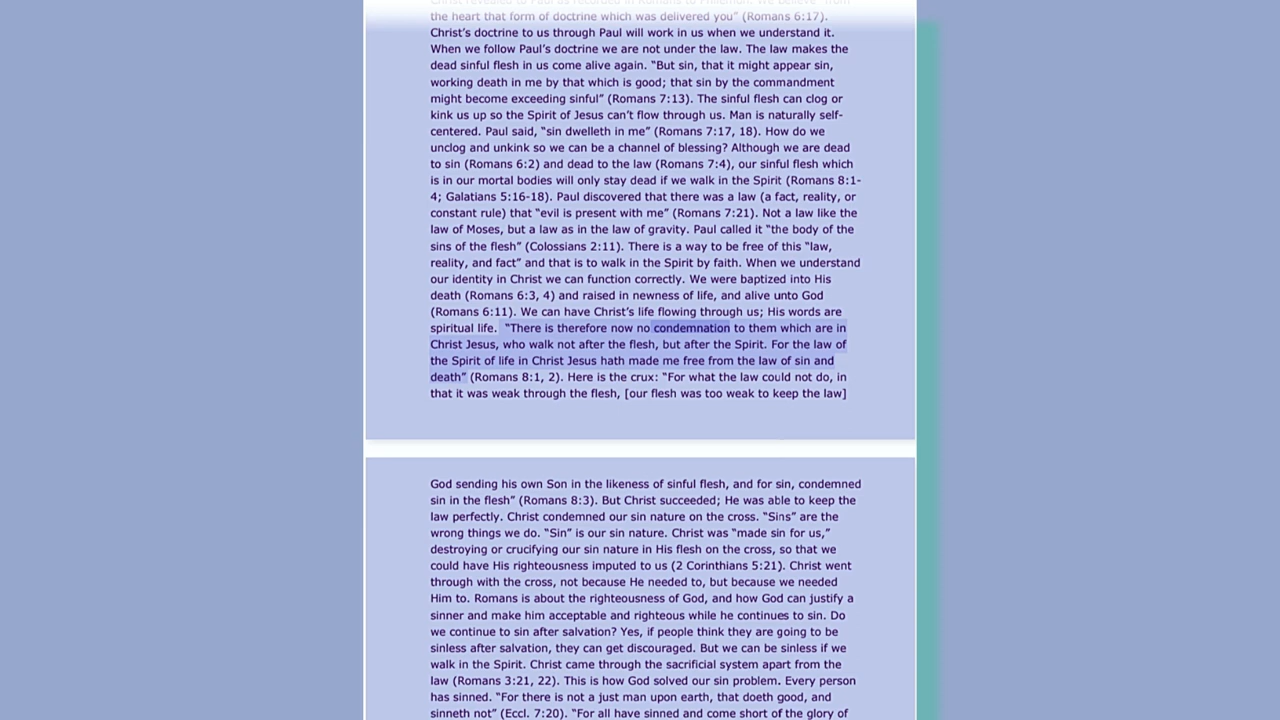 Christ revealed to Paul as recorded in Romans to Philemon. We believe "from
the heart that form of doctrine which was delivered you" (Romans 6:17).
Christ's doctrine to us through Paul will work in us when we understand it.
When we follow Paul's doctrine we are not under the law. The law makes the
dead sinful flesh in us come alive again. "But sin, that it might appear sin,
working death in me by that which is good; that sin by the commandment
might become exceeding sinful" (Romans 7:13). The sinful flesh can clog or
kink us up so the Spirit of Jesus can't flow through us. Man is naturally self-
centered. Paul said, "sin dwelleth in me" (Romans 7:17, 18). How do we
unclog and unkink so we can be a channel of blessing? Although we are dead
to sin (Romans 6:2) and dead to the law (Romans 7:4), our sinful flesh which
is in our mortal bodies will only stay dead if we walk in the Spirit (Romans 8:1-
4; Galatians 5:16-18). Paul discovered that there was a law (a fact, reality, or
constant rule) that "evil is present with me" (Romans 7:21). Not a law like the
law of Moses, but a law as in the law of gravity. Paul called it "the body of the
sins of the flesh" (Colossians 2:11). There is a way to be free of this "law,
reality, and fact" and that is to walk in the Spirit by faith. When we understand
our identity in Christ we can function correctly. We were baptized into His
death (Romans 6:3, 4) and raised in newness of life, and alive unto God
(Romans 6:11). We can have Christ's life flowing through us; His words are
spiritual life. "There is therefore now no condemnation to them which are in
Christ Jesus, who walk not after the flesh, but after the Spirit. For the law of
the Spirit of life in Christ Jesus hath made me free from the law of sin and
death" (Romans 8:1, 2). Here is the crux: "For what the law could not do, in
that it was weak through the flesh, [our flesh was too weak to keep the law]
God sending his own Son in the likeness of sinful flesh, and for sin, condemned
sin in the flesh" (Romans 8:3). But Christ succeeded; He was able to keep the
law perfectly. Christ condemned our sin nature on the cross. "Sins" are the
wrong things we do. "Sin" is our sin nature. Christ was "made sin for us,"
destroying or crucifying our sin nature in His flesh on the cross, so that we
could have His righteousness imputed to us (2 Corinthians 5:21). Christ went
through with the cross, not because He needed to, but because we needed
Him to. Romans is about the righteousness of God, and how God can justify a
sinner and make him acceptable and righteous while he continues to sin. Do
we continue to sin after salvation? Yes, if people think they are going to be
sinless after salvation, they can get discouraged. But we can be sinless if we
walk in the Spirit. Christ came through the sacrificial system apart from the
law (Romans 3:21, 22). This is how God solved our sin problem. Every person
has sinned. "For there is not a just man upon earth, that doeth good, and
sinneth not" (Eccl. 7:20). "For all have sinned and come short of the glory of